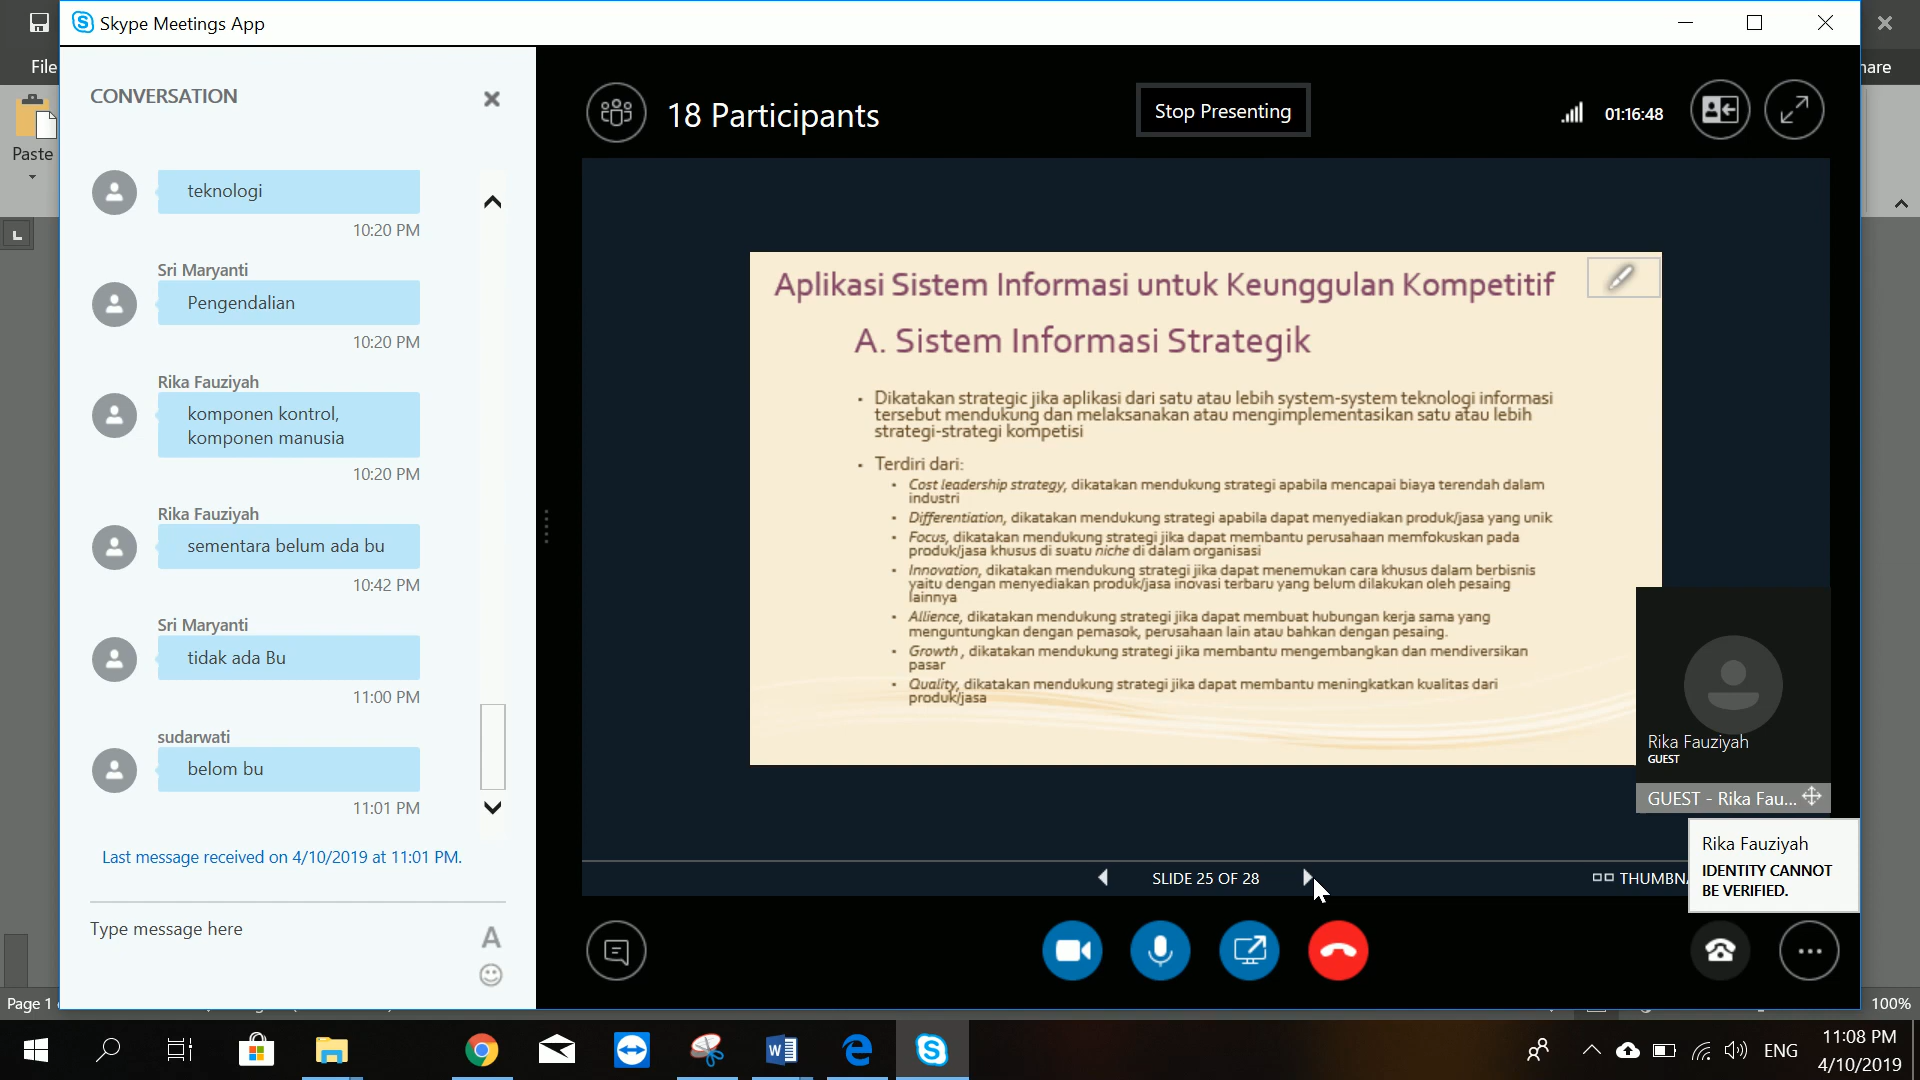 Skype Meetings App
File
hare
Paste
CONVERSATION
teknologi
10:20 PM
Sri Maryanti
Pengendalian
10:20 PM
Rika Fauziyah
komponen kontrol,
komponen manusia
10:20 PM
Rika Fauziyah
sementara belum ada bu
10:42 PM
Sri Maryanti
tidak ada Bu
11:00 PM
sudarwati
belom bu
11:01 PM
Last message received on 4/10/2019 at 11:01 PM.
Type message here
A
18 Participants
Stop Presenting
01:16:48
Aplikasi Sistem Informasi untuk Keunggulan Kompetitif
A. Sistem Informasi Strategik
• Dikatakan strategic jika aplikasi dari satu atau lebih system-system teknologi informasi
tersebut mendukung dan melaksanakan atau mengimplementasikan satu atau lebih
strategi-strategi kompetisi
• Terdiri dari:
• Cost leadership strategy, dikatakan mendukung strategi apabila mencapai biaya terendah dalam
industri
• Differentiation, dikatakan mendukung strategi apabila dapat menyediakan produk/jasa yang unik
• Focus, dikatakan mendukung strategi jika dapat membantu perusahaan memfokuskan pada
produk/jasa khusus di suatu niche di dalam organisasi
• Innovation, dikatakan mendukung strategi jika dapat menemukan cara khusus dalam berbisnis
yaitu dengan menyediakan produk/jasa inovasi terbaru yang belum dilakukan oleh pesaing
lainnya
• Allience, dikatakan mendukung strategi jika dapat membuat hubungan kerja sama yang
menguntungkan dengan pemasok, perusahaan lain atau bahkan dengan pesaing.
• Growth , dikatakan mendukung strategi jika membantu mengembangkan dan mendiversikan
pasar
• Quality, dikatakan mendukung strategi jika dapat membantu meningkatkan kualitas dari
produk/jasa
Rika Fauziyah
GUEST
GUEST - Rika Fau...
Rika Fauziyah
IDENTITY CANNOT
BE VERIFIED.
SLIDE 25 OF 28
THUMBNA
Page 1
100%
ENG
11:08 PM
4/10/2019